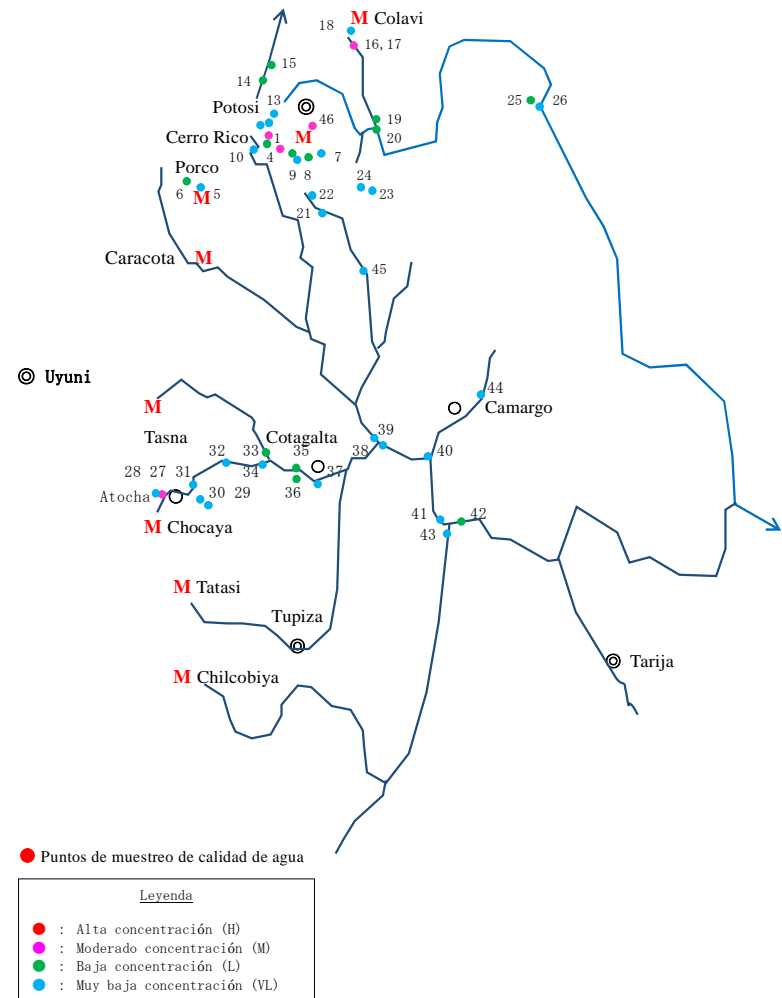 18 M Colavi
16,17
15
14
13
Potosi
46
19
25 26
Cerro Rico 1 M
20
10 4 7
9 8
Porco
24
6 5
M
22 23
21
Caracota M
45
Uyuni
M
44
Camargo
Tasna Cotagalta
39
32 33 35 38 40
28 27 31 34
37
Atocha 30 29 36
41 42
M Chocaya
43
M Tatasi
Tupiza
Tarija
M Chilcobiya
Puntos de muestreo de calidad de agua
Leyenda
: Alta concentración (H)
: Moderado concentración (M)
: Baja concentración (L)
: Muy baja concentración (VL)